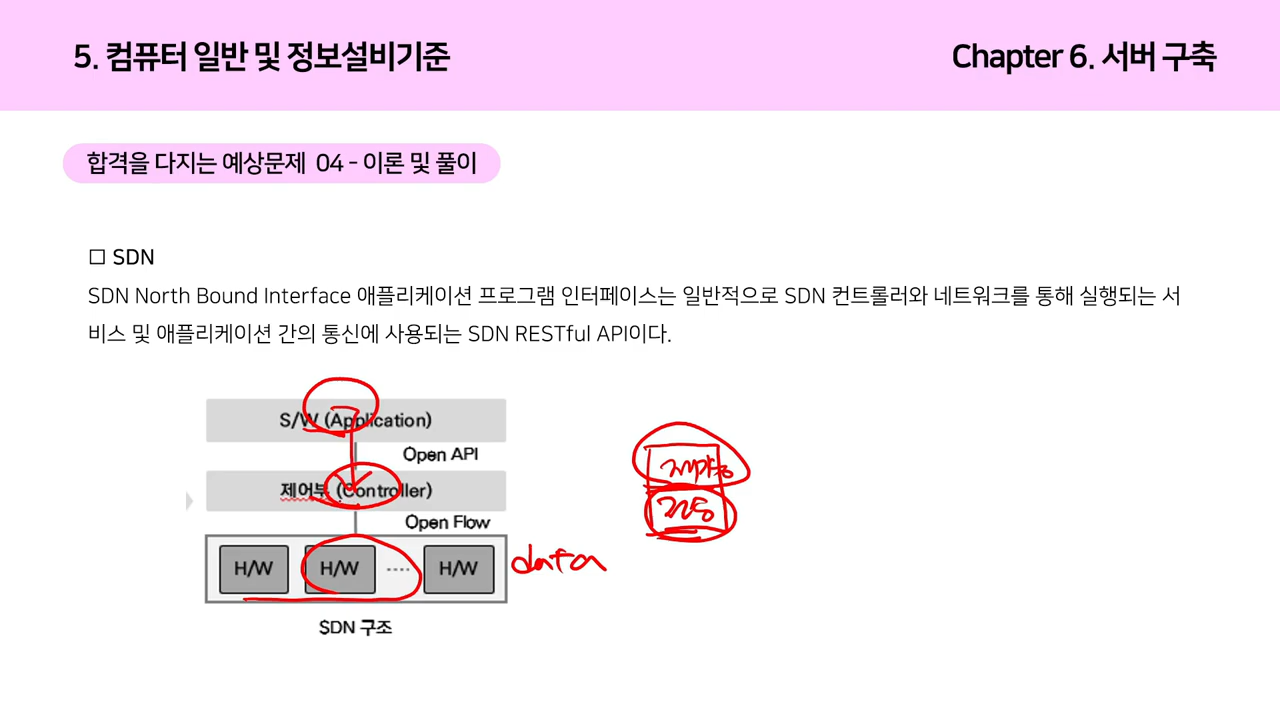 5. 컴퓨터 일반 및 정보설비기준
Chapter 6. 서버 구축
합격을 다지는 예상문제 04 - 이론 및 풀이
□ SDN
SDN North Bound Interface 애플리케이션 프로그램 인터페이스는 일반적으로 SDN 컨트롤러와 네트워크를 통해 실행되는 서
비스 및 애플리케이션 간의 통신에 사용되는 SDN RESTful API이다.
S/W (Application)
Open API
제어부 (Controller)
Open Flow
H/W H/W .... H/W
data
SDN 구조